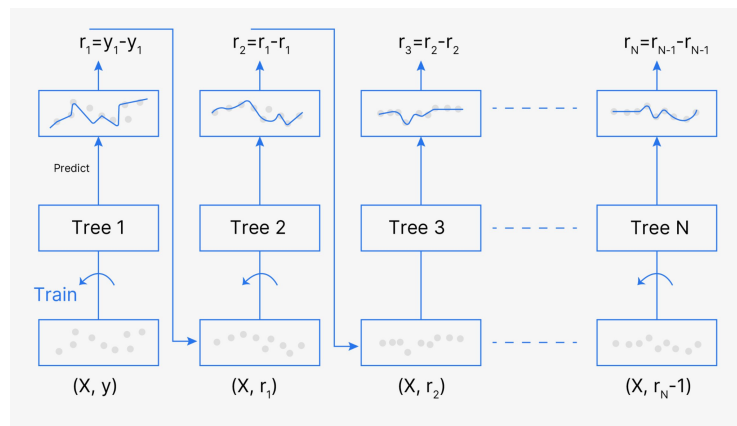 r₁=y₁-y₁ r₂=r₁-r₁ r₃=r₂-r₂ rN=rN-1-rN-1
Predict
Tree 1 Tree 2 Tree 3 Tree N
Train
(X, y) (X, r₁) (X, r₂) (X, rN-1)